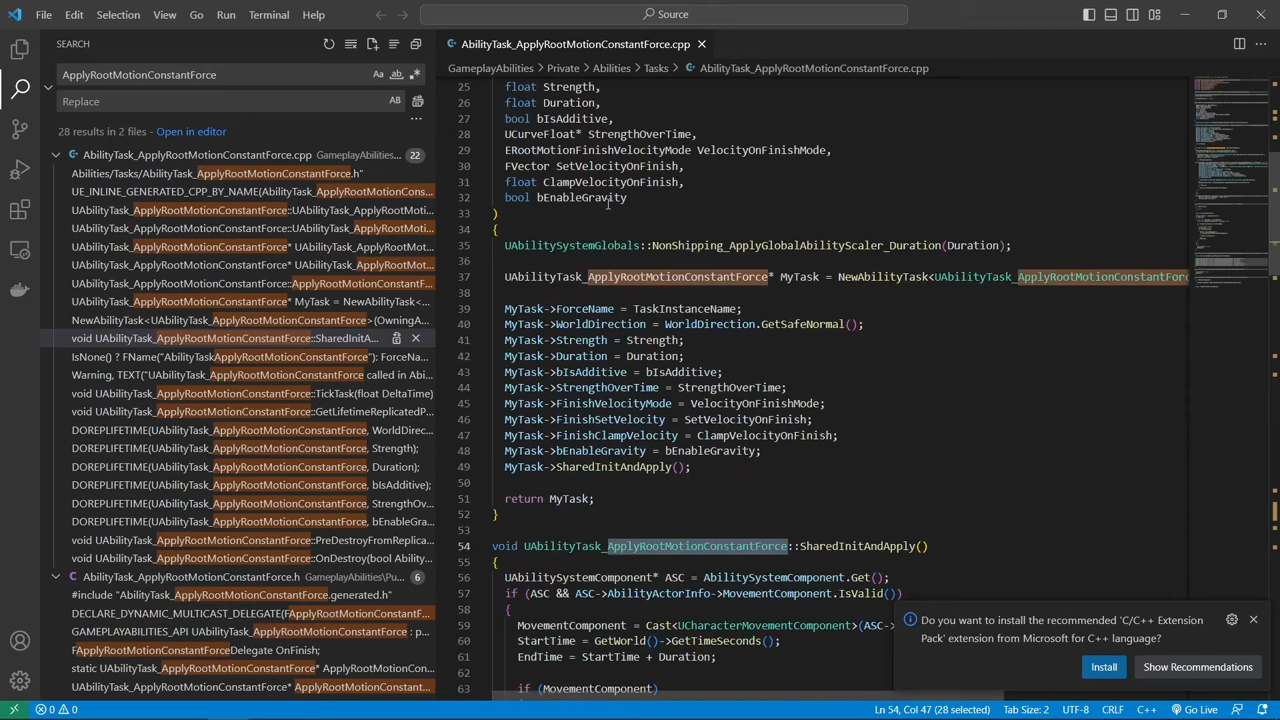 File Edit Selection View Go Run Terminal Help
Source
SEARCH
ApplyRootMotionConstantForce
Aa ab
Replace
AB
28 results in 2 files - Open in editor
AbilityTask_ApplyRootMotionConstantForce.cpp GameplayAbilities\Private... 22
Abilities/Tasks/AbilityTask_ApplyRootMotionConstantForce.h"
UE_INLINE_GENERATED_CPP_BY_NAME(AbilityTask_ApplyRootMotionCons...
UAbilityTask_ApplyRootMotionConstantForce::UAbilityTask_ApplyRootMotio...
UAbilityTask_ApplyRootMotionConstantForce::UAbilityTask_ApplyRootMotio...
UAbilityTask_ApplyRootMotionConstantForce* UAbilityTask_ApplyRootMot...
UAbilityTask_ApplyRootMotionConstantForce::ApplyRootMotionConstantF...
UAbilityTask_ApplyRootMotionConstantForce* MyTask = NewAbilityTask<...
NewAbilityTask<UAbilityTask_ApplyRootMotionConstantForce>(OwningA...
void UAbilityTask_ApplyRootMotionConstantForce::SharedInitA...
IsNone() ? FName("AbilityTaskApplyRootMotionConstantForce"): ForceNa...
Warning, TEXT("UAbilityTask_ApplyRootMotionConstantForce called in Abi...
void UAbilityTask_ApplyRootMotionConstantForce::TickTask(float DeltaTime)
void UAbilityTask_ApplyRootMotionConstantForce::GetLifetimeReplicatedP...
DOREPLIFETIME(UAbilityTask_ApplyRootMotionConstantForce, WorldDirec...
DOREPLIFETIME(UAbilityTask_ApplyRootMotionConstantForce, Strength);
DOREPLIFETIME(UAbilityTask_ApplyRootMotionConstantForce, Duration);
DOREPLIFETIME(UAbilityTask_ApplyRootMotionConstantForce, bIsAdditive);
DOREPLIFETIME(UAbilityTask_ApplyRootMotionConstantForce, StrengthOv...
DOREPLIFETIME(UAbilityTask_ApplyRootMotionConstantForce, bEnableGra...
void UAbilityTask_ApplyRootMotionConstantForce::PreDestroyFromReplica...
void UAbilityTask_ApplyRootMotionConstantForce::OnDestroy(bool Ability...
AbilityTask_ApplyRootMotionConstantForce.h GameplayAbilities\Pu... 6
#include "AbilityTask_ApplyRootMotionConstantForce.generated.h"
DECLARE_DYNAMIC_MULTICAST_DELEGATE(FApplyRootMotionConstantF...
GAMEPLAYABILITIES_API UAbilityTask_ApplyRootMotionConstantForce : p...
FApplyRootMotionConstantForceDelegate OnFinish;
static UAbilityTask_ApplyRootMotionConstantForce* ApplyRootMotionCon...
UAbilityTask_ApplyRootMotionConstantForce* ApplyRootMotionConstant...
AbilityTask_ApplyRootMotionConstantForce.cpp
GameplayAbilities > Private > Abilities > Tasks > AbilityTask_ApplyRootMotionConstantForce.cpp
25 float Strength,
26 float Duration,
27 bool bIsAdditive,
28 UCurveFloat* StrengthOverTime,
29 ERootMotionFinishVelocityMode VelocityOnFinishMode,
30 FVector SetVelocityOnFinish,
31 float ClampVelocityOnFinish,
32 bool bEnableGravity
33 )
34 {
35 UAbilitySystemGlobals::NonShipping_ApplyGlobalAbilityScaler_Duration(Duration);
36
37 UAbilityTask_ApplyRootMotionConstantForce* MyTask = NewAbilityTask<UAbilityTask_ApplyRootMotionConstantForc
38
39 MyTask->ForceName = TaskInstanceName;
40 MyTask->WorldDirection = WorldDirection.GetSafeNormal();
41 MyTask->Strength = Strength;
42 MyTask->Duration = Duration;
43 MyTask->bIsAdditive = bIsAdditive;
44 MyTask->StrengthOverTime = StrengthOverTime;
45 MyTask->FinishVelocityMode = VelocityOnFinishMode;
46 MyTask->FinishSetVelocity = SetVelocityOnFinish;
47 MyTask->FinishClampVelocity = ClampVelocityOnFinish;
48 MyTask->bEnableGravity = bEnableGravity;
49 MyTask->SharedInitAndApply();
50
51 return MyTask;
52 }
53
54 void UAbilityTask_ApplyRootMotionConstantForce::SharedInitAndApply()
55 {
56 UAbilitySystemComponent* ASC = AbilitySystemComponent.Get();
57 if (ASC && ASC->AbilityActorInfo->MovementComponent.IsValid())
58 {
59 MovementComponent = Cast<UCharacterMovementComponent>(ASC->
60 StartTime = GetWorld()->GetTimeSeconds();
61 EndTime = StartTime + Duration;
62
63 if (MovementComponent)
Do you want to install the recommended 'C/C++ Extension
Pack' extension from Microsoft for C++ language?
Install Show Recommendations
0 0 Ln 54, Col 47 (28 selected) Tab Size: 2 UTF-8 CRLF C++ Go Live